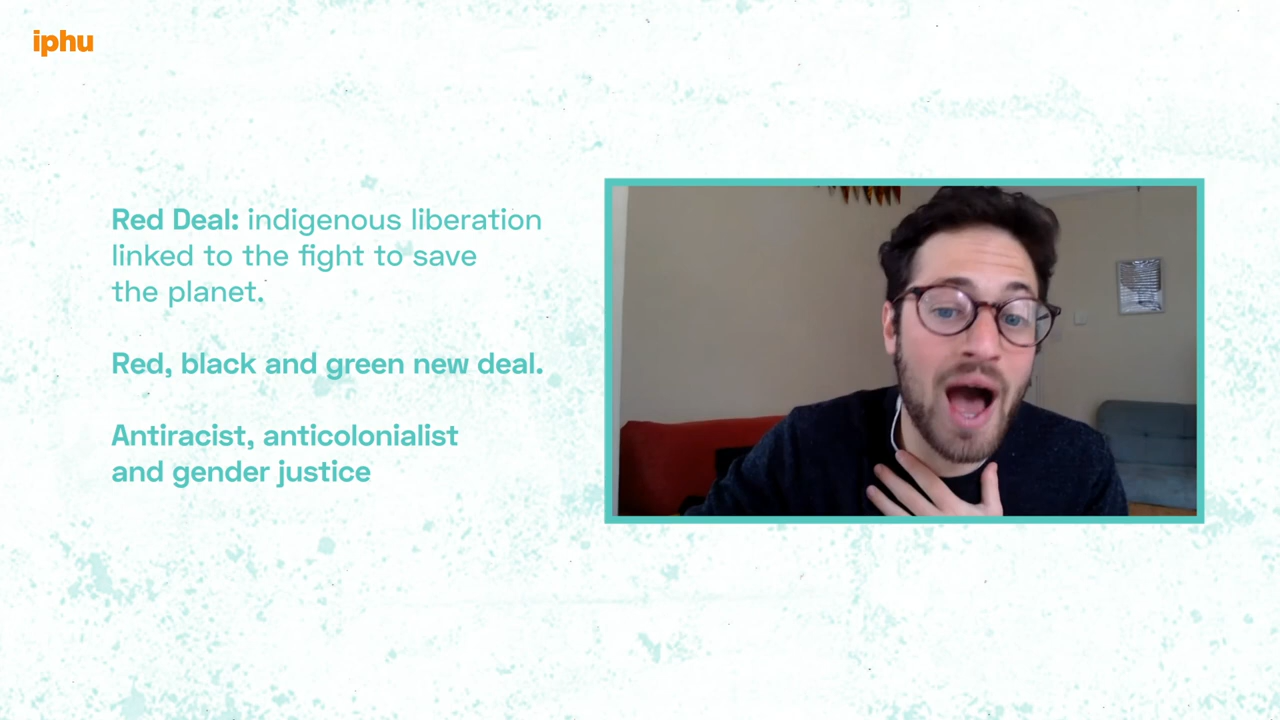 iphu
Red Deal: indigenous liberation
linked to the fight to save
the planet.
Red, black and green new deal.
Antiracist, anticolonialist
and gender justice